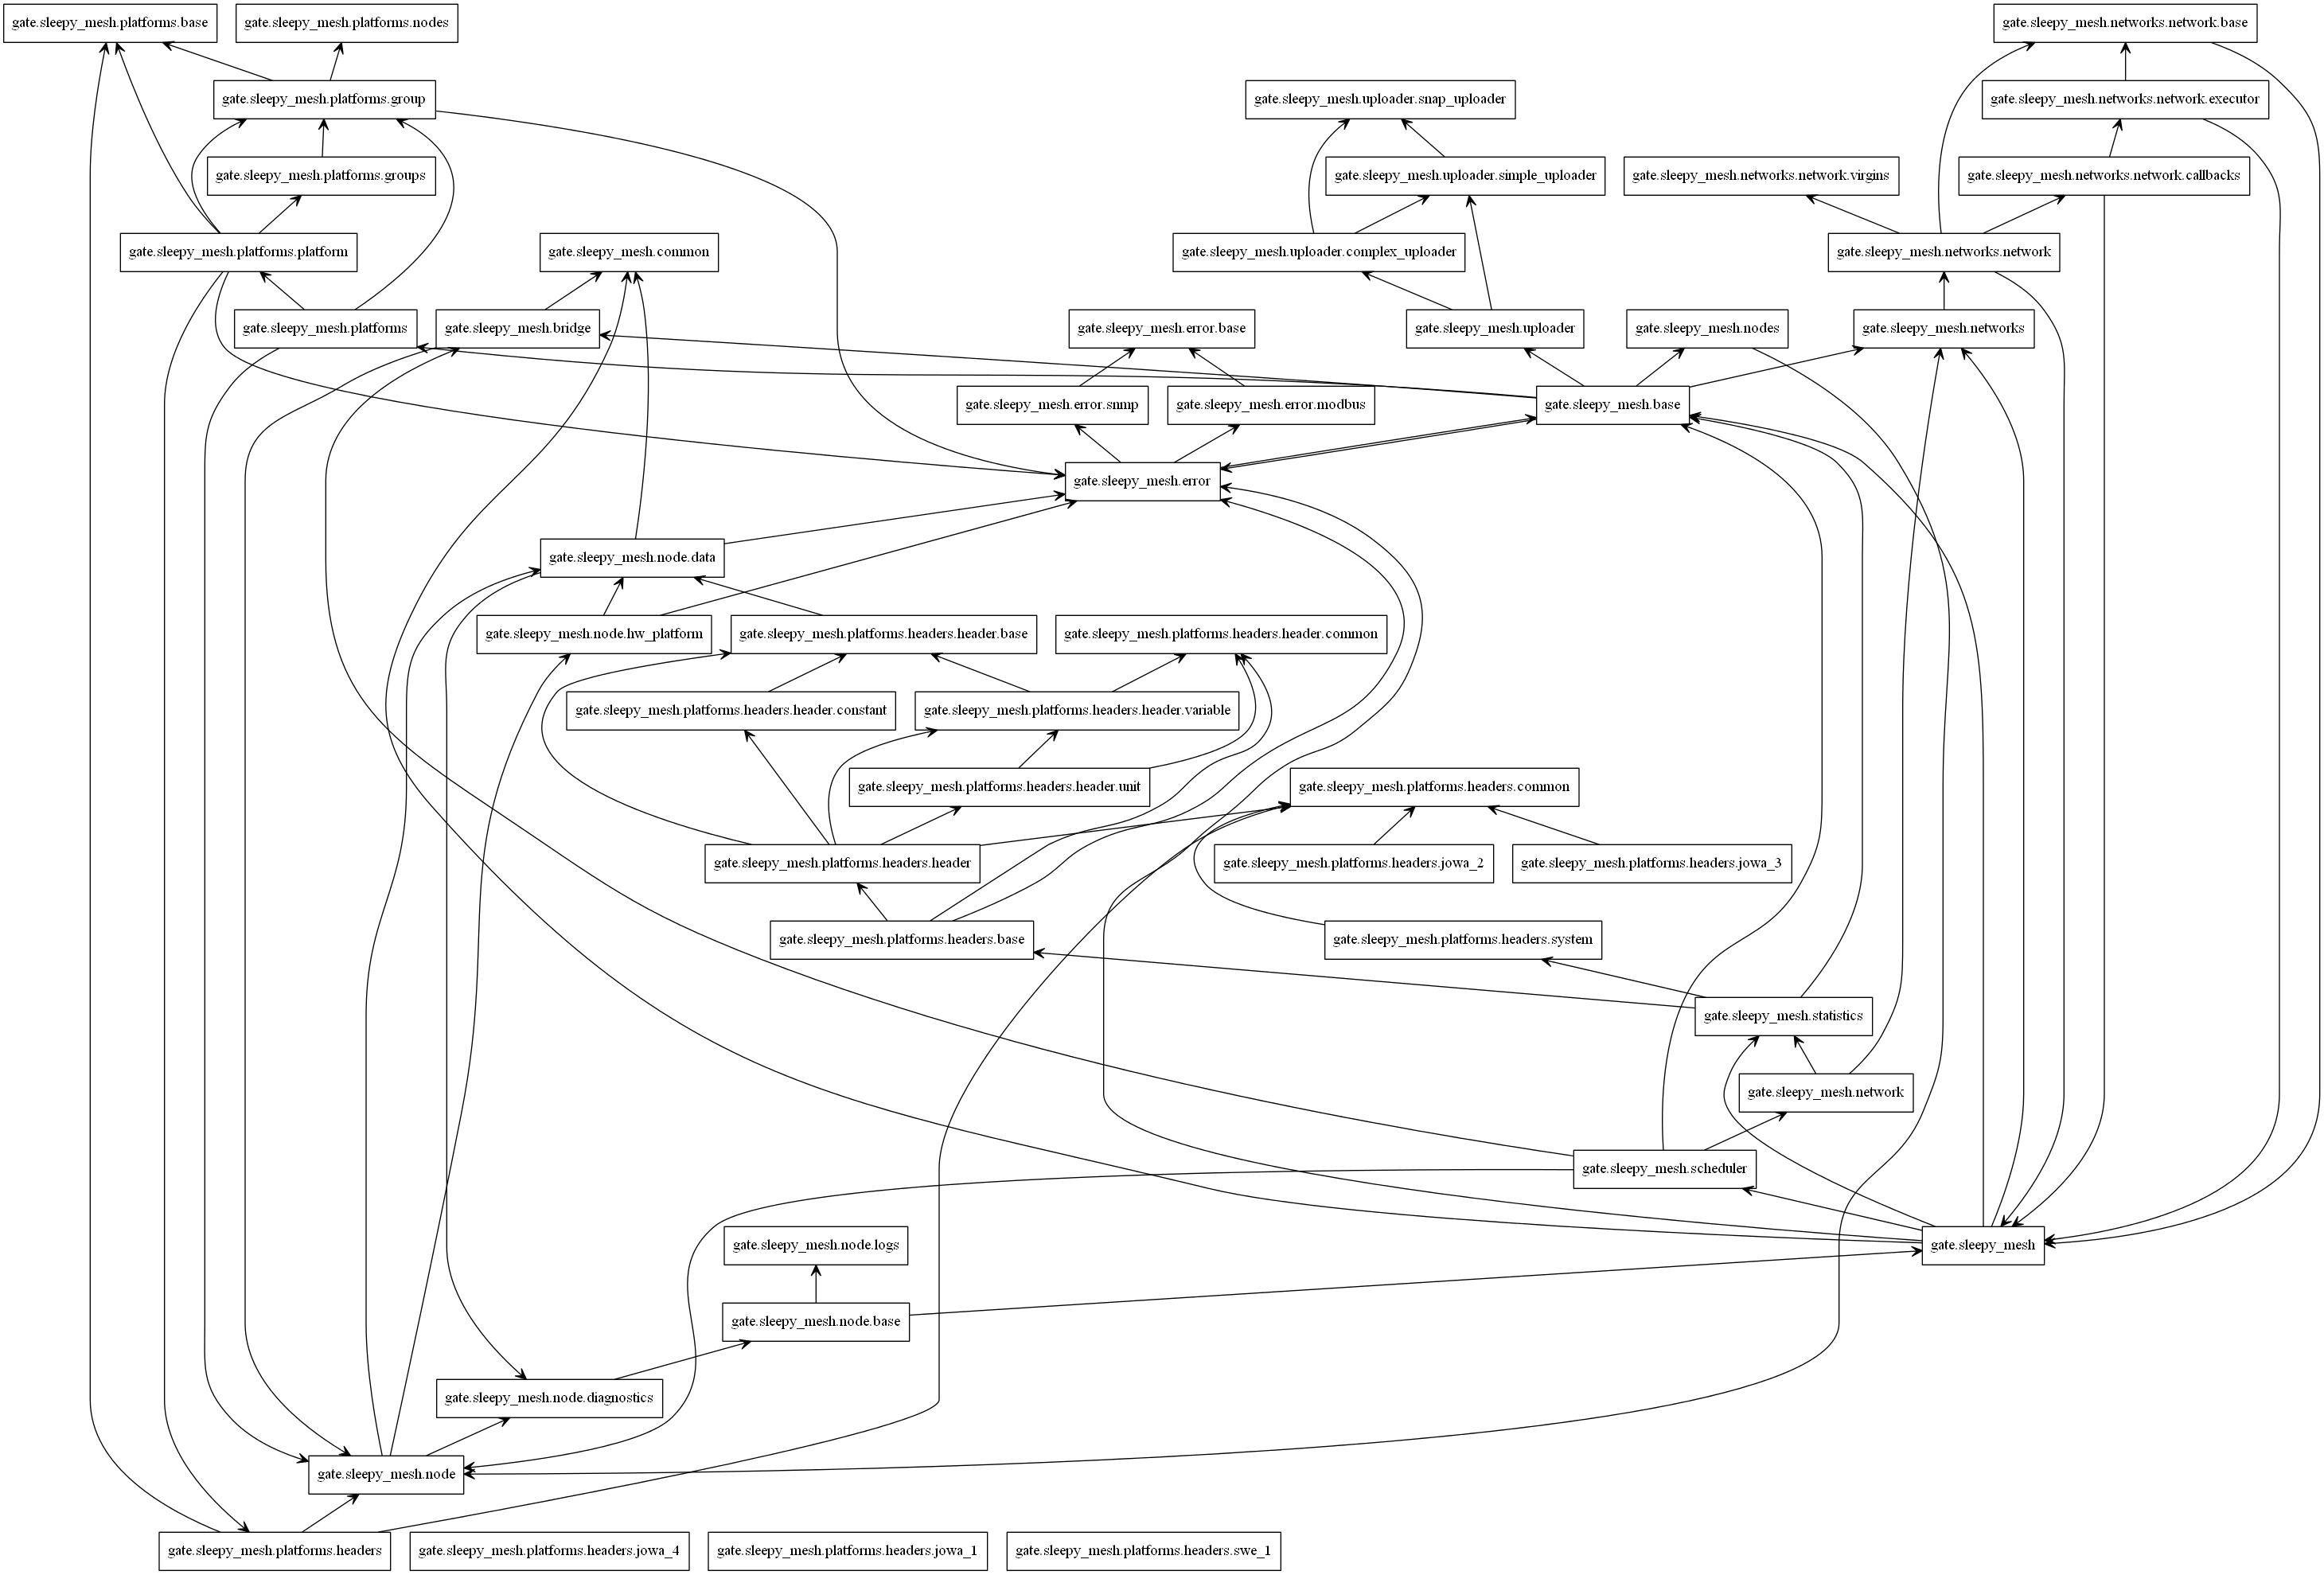 gate.sleepy_mesh.platforms.base
gate.sleepy_mesh.platforms.nodes
gate.sleepy_mesh.networks.network.base
gate.sleepy_mesh.platforms.group
gate.sleepy_mesh.uploader.snap_uploader
gate.sleepy_mesh.networks.network.executor
gate.sleepy_mesh.platforms.groups
gate.sleepy_mesh.uploader.simple_uploader
gate.sleepy_mesh.networks.network.virgins
gate.sleepy_mesh.networks.network.callbacks
gate.sleepy_mesh.platforms.platform
gate.sleepy_mesh.common
gate.sleepy_mesh.uploader.complex_uploader
gate.sleepy_mesh.networks.network
gate.sleepy_mesh.platforms
gate.sleepy_mesh.bridge
gate.sleepy_mesh.error.base
gate.sleepy_mesh.uploader
gate.sleepy_mesh.nodes
gate.sleepy_mesh.networks
gate.sleepy_mesh.error.snmp
gate.sleepy_mesh.error.modbus
gate.sleepy_mesh.base
gate.sleepy_mesh.error
gate.sleepy_mesh.node.data
gate.sleepy_mesh.node.hw_platform
gate.sleepy_mesh.platforms.headers.header.base
gate.sleepy_mesh.platforms.headers.header.common
gate.sleepy_mesh.platforms.headers.header.constant
gate.sleepy_mesh.platforms.headers.header.variable
gate.sleepy_mesh.platforms.headers.header.unit
gate.sleepy_mesh.platforms.headers.common
gate.sleepy_mesh.platforms.headers.header
gate.sleepy_mesh.platforms.headers.jowa_2
gate.sleepy_mesh.platforms.headers.jowa_3
gate.sleepy_mesh.platforms.headers.base
gate.sleepy_mesh.platforms.headers.system
gate.sleepy_mesh.statistics
gate.sleepy_mesh.network
gate.sleepy_mesh.scheduler
gate.sleepy_mesh.node.logs
gate.sleepy_mesh
gate.sleepy_mesh.node.base
gate.sleepy_mesh.node.diagnostics
gate.sleepy_mesh.node
gate.sleepy_mesh.platforms.headers
gate.sleepy_mesh.platforms.headers.jowa_4
gate.sleepy_mesh.platforms.headers.jowa_1
gate.sleepy_mesh.platforms.headers.swe_1